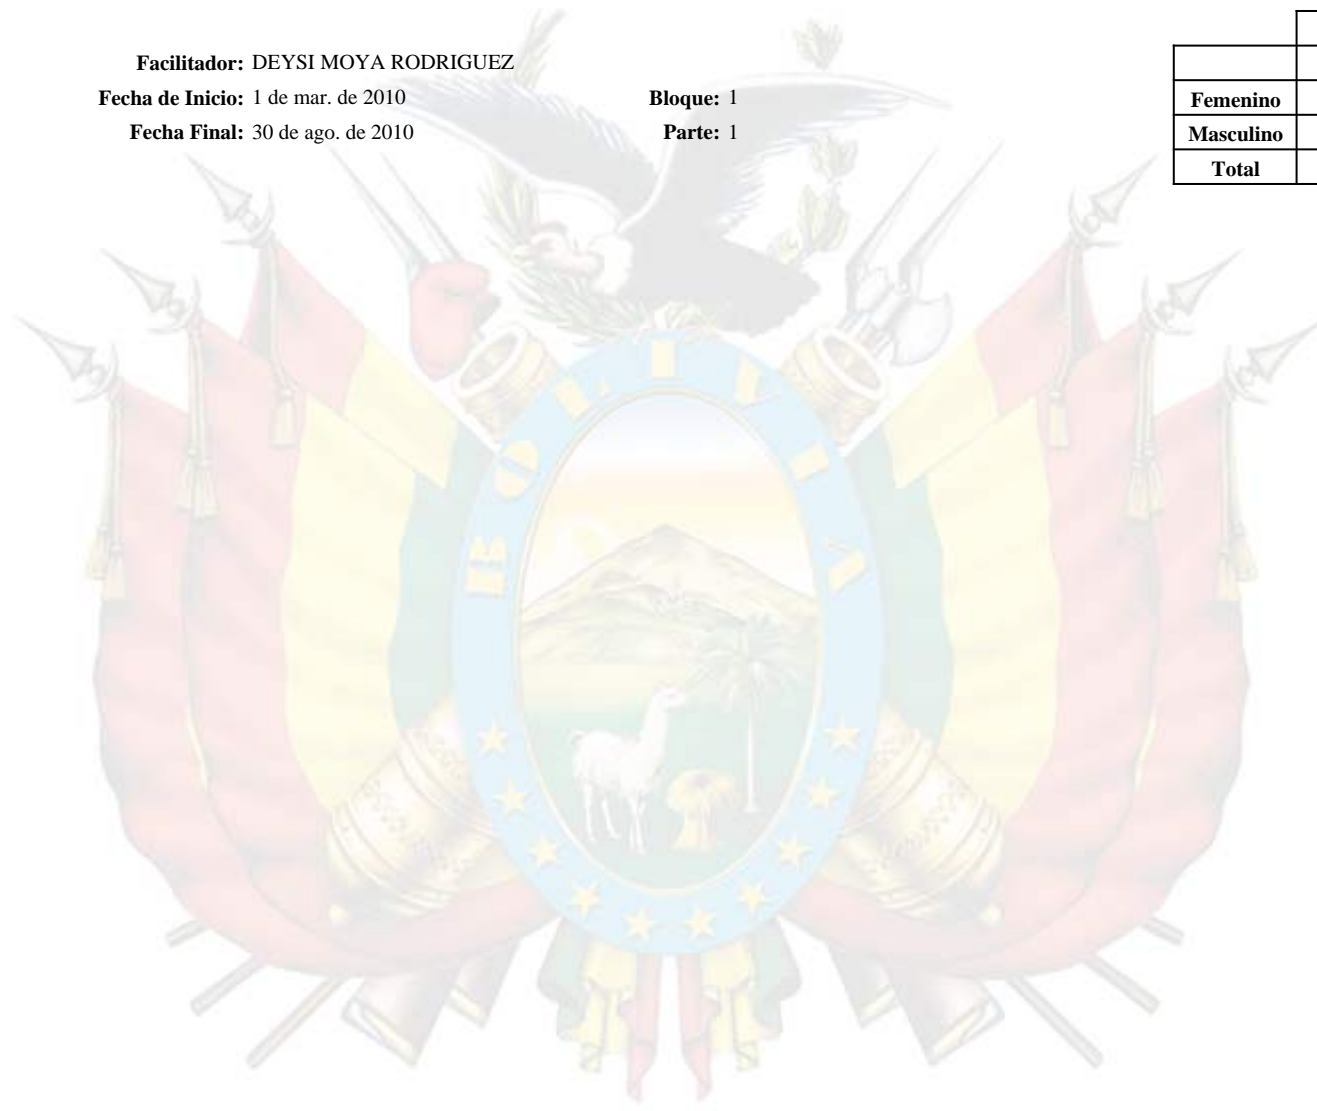 Facilitador: DEYSI MOYA RODRIGUEZ
Fecha de Inicio: 1 de mar. de 2010 Bloque: 1
Fecha Final: 30 de ago. de 2010 Parte: 1
Femenino
Masculino
Total
BOLIVIA